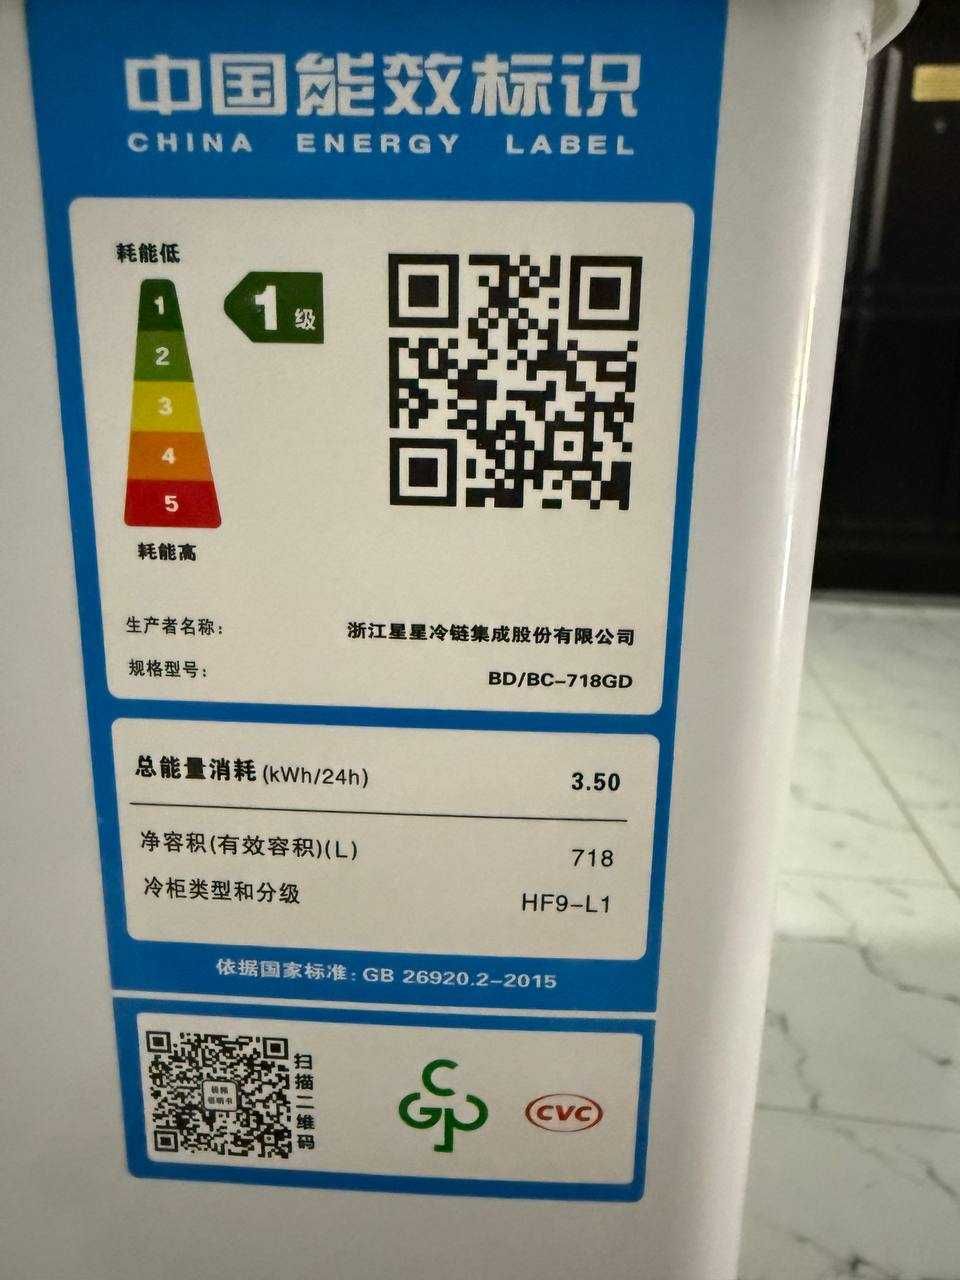 中国能效标识
CHINA ENERGY LABEL
耗能低
1
2
3
4
5
耗能高
1级
生产者名称：
浙江星星冷链集成股份有限公司
规格型号：
BD/BC-718GD
总能量消耗(kWh/24h)
3.50
净容积(有效容积)(L)
718
冷柜类型和分级
HF9-L1
依据国家标准：GB 26920.2-2015
扫描二维码
CGP
CVC